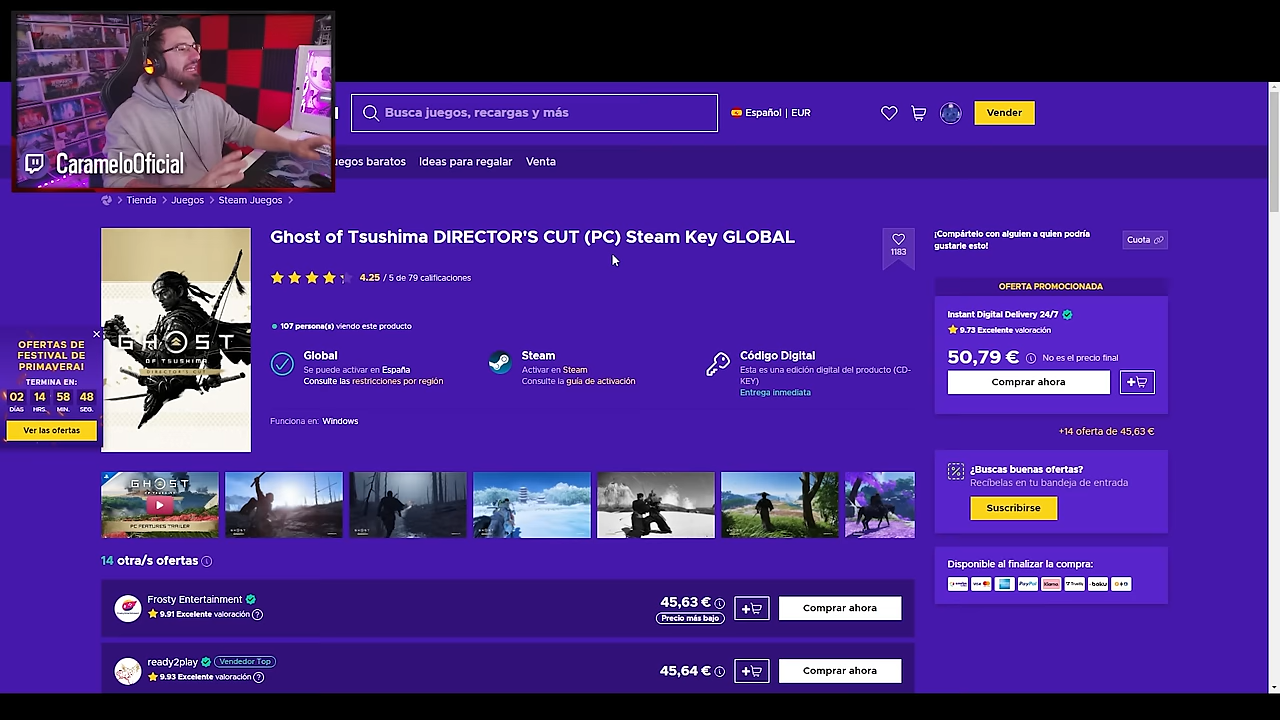 CarameloOficial
Busca juegos, recargas y más
Español | EUR
Vender
uegos baratos
Ideas para regalar
Venta
Tienda
Juegos
Steam Juegos
Ghost of Tsushima DIRECTOR'S CUT (PC) Steam Key GLOBAL
1183
4.25 / 5 de 79 calificaciones
107 persona(s) viendo este producto
Global
Se puede activar en España
Consulte las restricciones por región
Steam
Activar en Steam
Consulte la guía de activación
Código Digital
Esta es una edición digital del producto (CD-
KEY)
Entrega inmediata
Funciona en: Windows
GHOST
OF TSUSHIMA
DIRECTOR'S CUT
OFERTAS DE
FESTIVAL DE
PRIMAVERA!
TERMINA EN:
02 14 58 48
DÍAS HRS. MIN. SEG.
Ver las ofertas
¡Compártelo con alguien a quien podría
gustarle esto!
Cuota
OFERTA PROMOCIONADA
Instant Digital Delivery 24/7
9.73 Excelente valoración
50,79 €
No es el precio final
Comprar ahora
+14 oferta de 45,63 €
¿Buscas buenas ofertas?
Recíbelas en tu bandeja de entrada
Suscribirse
Disponible al finalizar la compra:
PayPal
Klarna
boku
GHOST
OF TSUSHIMA
PC FEATURES TRAILER
14 otra/s ofertas
Frosty Entertainment
9.91 Excelente valoración
45,63 €
Precio más bajo
Comprar ahora
ready2play
Vendedor Top
9.93 Excelente valoración
45,64 €
Comprar ahora